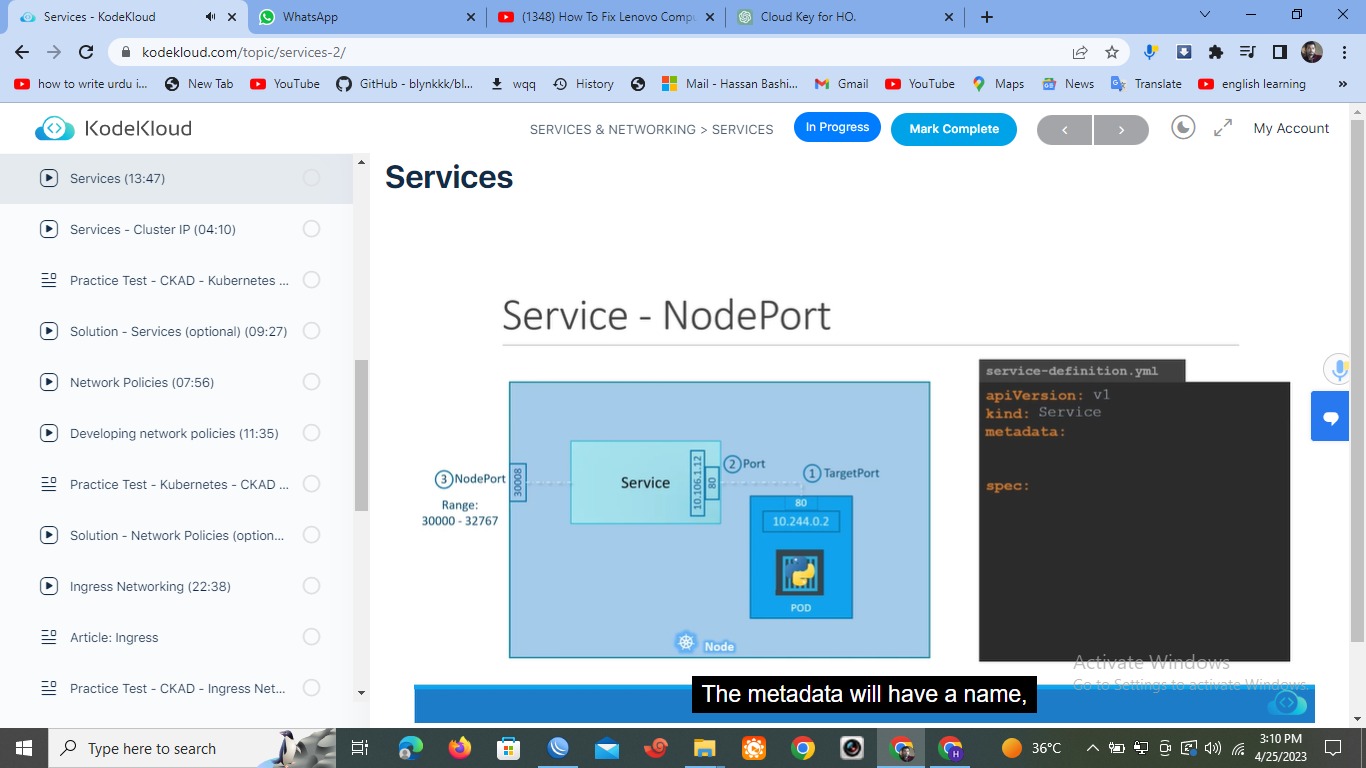 Services - KodeKloud
WhatsApp
(1348) How To Fix Lenovo Compu
Cloud Key for HO.
kodekloud.com/topic/services-2/
how to write urdu i...
New Tab
YouTube
GitHub - blynkkk/bl...
wqq
History
Mail - Hassan Bashi...
Gmail
YouTube
Maps
News
Translate
english learning
»
KodeKloud
SERVICES & NETWORKING > SERVICES
In Progress
Mark Complete
<
>
My Account
Services (13:47)
Services - Cluster IP (04:10)
Practice Test - CKAD - Kubernetes ...
Solution - Services (optional) (09:27)
Network Policies (07:56)
Developing network policies (11:35)
Practice Test - Kubernetes - CKAD ...
Solution - Network Policies (option...
Ingress Networking (22:38)
Article: Ingress
Practice Test - CKAD - Ingress Net...
Services
Service - NodePort
3 NodePort
Range:
30000 - 32767
30008
Service
10.106.1.12
80
2 Port
1 TargetPort
80
10.244.0.2
POD
Node
service-definition.yml
apiVersion: v1
kind: Service
metadata:
spec:
Activate Windows
Go to Settings to activate Windows.
The metadata will have a name,
Type here to search
H
36°C
3:10 PM
4/25/2023